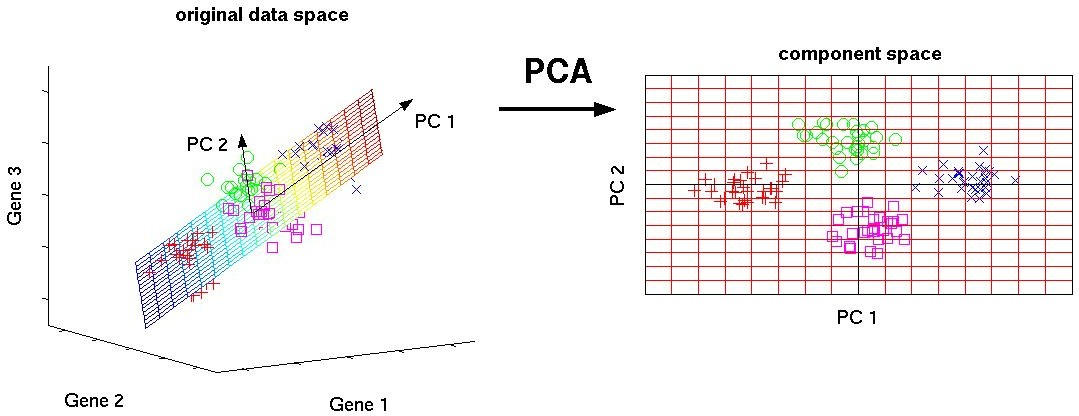 original data space
component space
PCA
PC 1
PC 2
Gene 3
PC 2
PC 1
Gene 2
Gene 1